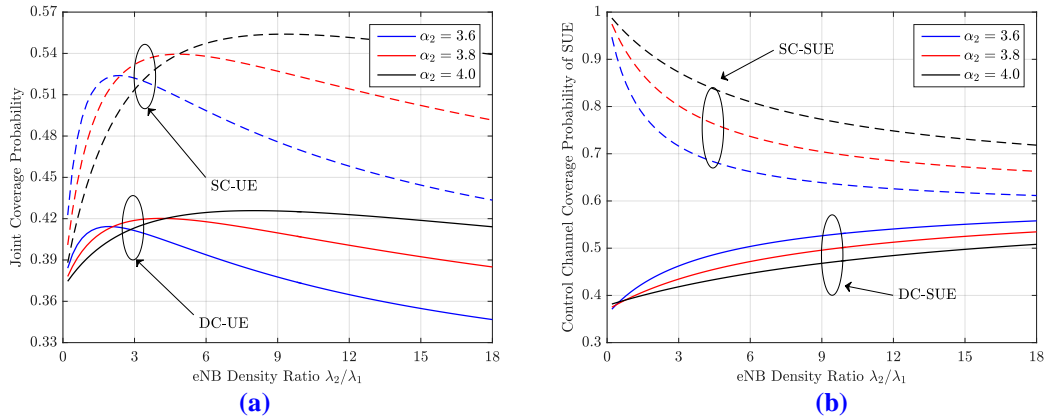 Joint Coverage Probability
0.57
0.54
0.51
0.48
0.45
0.42
0.39
0.36
0.33
α₂ = 3.6
α₂ = 3.8
α₂ = 4.0
SC-UE
DC-UE
0 3 6 9 12 15 18
eNB Density Ratio λ₂/λ₁
(a)
Control Channel Coverage Probability of SUE
1
0.9
0.8
0.7
0.6
0.5
0.4
0.3
α₂ = 3.6
α₂ = 3.8
α₂ = 4.0
SC-SUE
DC-SUE
0 3 6 9 12 15 18
eNB Density Ratio λ₂/λ₁
(b)